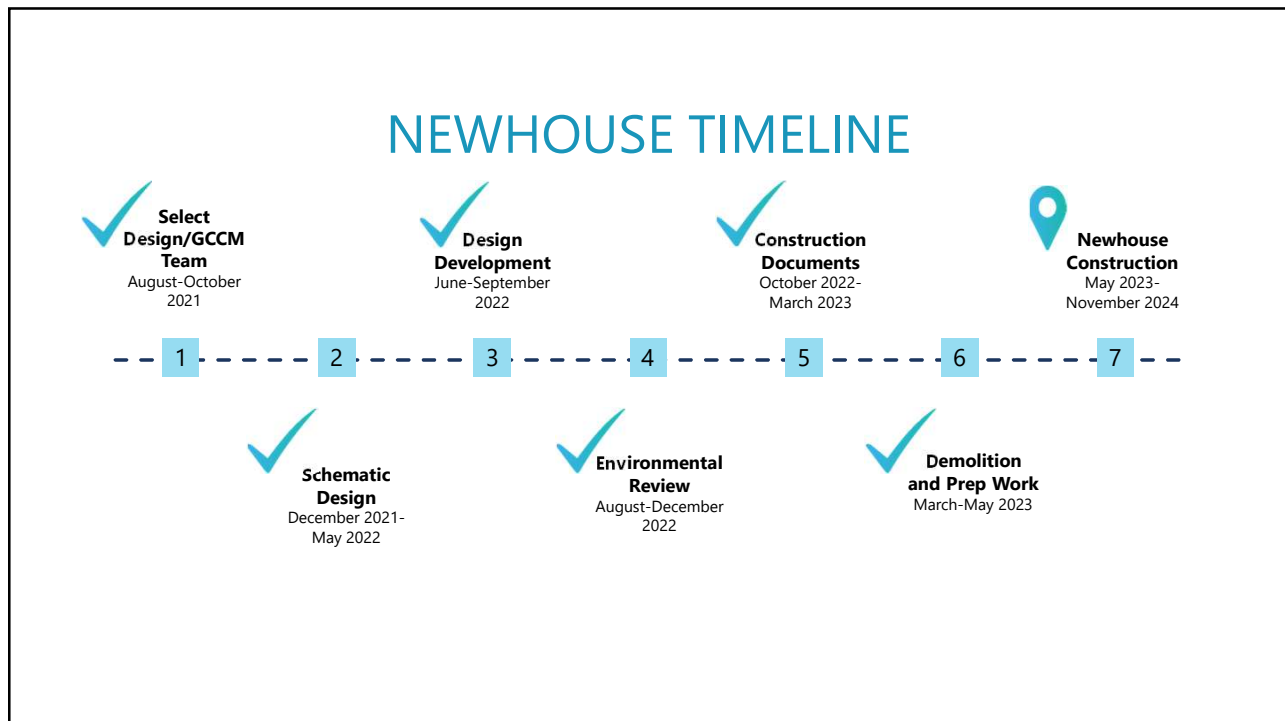 NEWHOUSE TIMELINE
Select
Design/GCCM
Team
August-October
2021
Design
Development
June-September
2022
Construction
Documents
October 2022-
March 2023
Newhouse
Construction
May 2023-
November 2024
1
2
3
4
5
6
7
Schematic
Design
December 2021-
May 2022
Environmental
Review
August-December
2022
Demolition
and Prep Work
March-May 2023